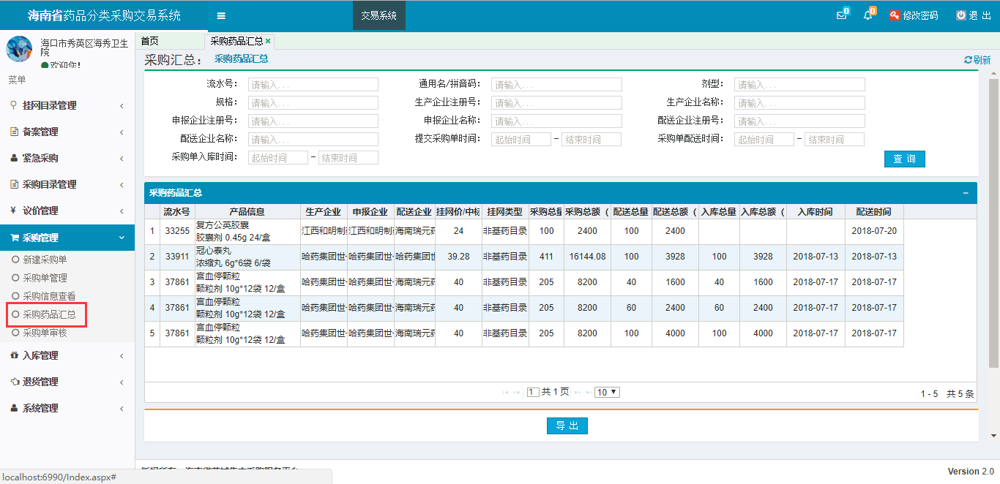 海南省药品分类采购交易系统
交易系统
0
0
修改密码
退 出
海口市秀英区海秀卫生院
欢迎你!
菜单
挂网目录管理
备案管理
紧急采购
采购目录管理
议价管理
采购管理
新建采购单
采购单管理
采购信息查看
采购药品汇总
采购单审核
入库管理
退货管理
系统管理
首页 采购药品汇总
采购汇总: 采购药品汇总
刷新
流水号: 请输入... 通用名/拼音码: 请输入... 剂型: 请输入...
规格: 请输入... 生产企业注册号: 请输入... 生产企业名称: 请输入...
申报企业注册号: 请输入... 申报企业名称: 请输入... 配送企业注册号: 请输入...
配送企业名称: 请输入... 提交采购单时间: 起始时间 - 结束时间 采购单配送时间: 起始时间 - 结束时间
采购单入库时间: 起始时间 - 结束时间
查 询
采购药品汇总
流水号 产品信息 生产企业 申报企业 配送企业 挂网价/中标 挂网类型 采购总量 采购总额( 配送总量 配送总额( 入库总量 入库总额( 入库时间 配送时间
1 33255 复方公英胶囊 胶囊剂 0.45g 24/盒 江西和明制药 江西和明制药 海南瑞元药 24 非基药目录 100 2400 100 2400 2018-07-20
2 33911 冠心泰丸 浓缩丸 6g*6袋 6/袋 哈药集团世一 哈药集团世一 哈药集团世 39.28 非基药目录 411 16144.08 100 3928 100 3928 2018-07-13 2018-07-13
3 37861 宫血停颗粒 颗粒剂 10g*12袋 12/盒 哈药集团世一 哈药集团世一 海南瑞元药 40 非基药目录 205 8200 40 1600 40 1600 2018-07-17 2018-07-17
4 37861 宫血停颗粒 颗粒剂 10g*12袋 12/盒 哈药集团世一 哈药集团世一 海南瑞元药 40 非基药目录 205 8200 60 2400 60 2400 2018-07-17 2018-07-17
5 37861 宫血停颗粒 颗粒剂 10g*12袋 12/盒 哈药集团世一 哈药集团世一 海南瑞元药 40 非基药目录 205 8200 100 4000 100 4000 2018-07-17 2018-07-17
1 共 1 页 10
1 - 5 共 5 条
导 出
Version 2.0
localhost:6990/Index.aspx#